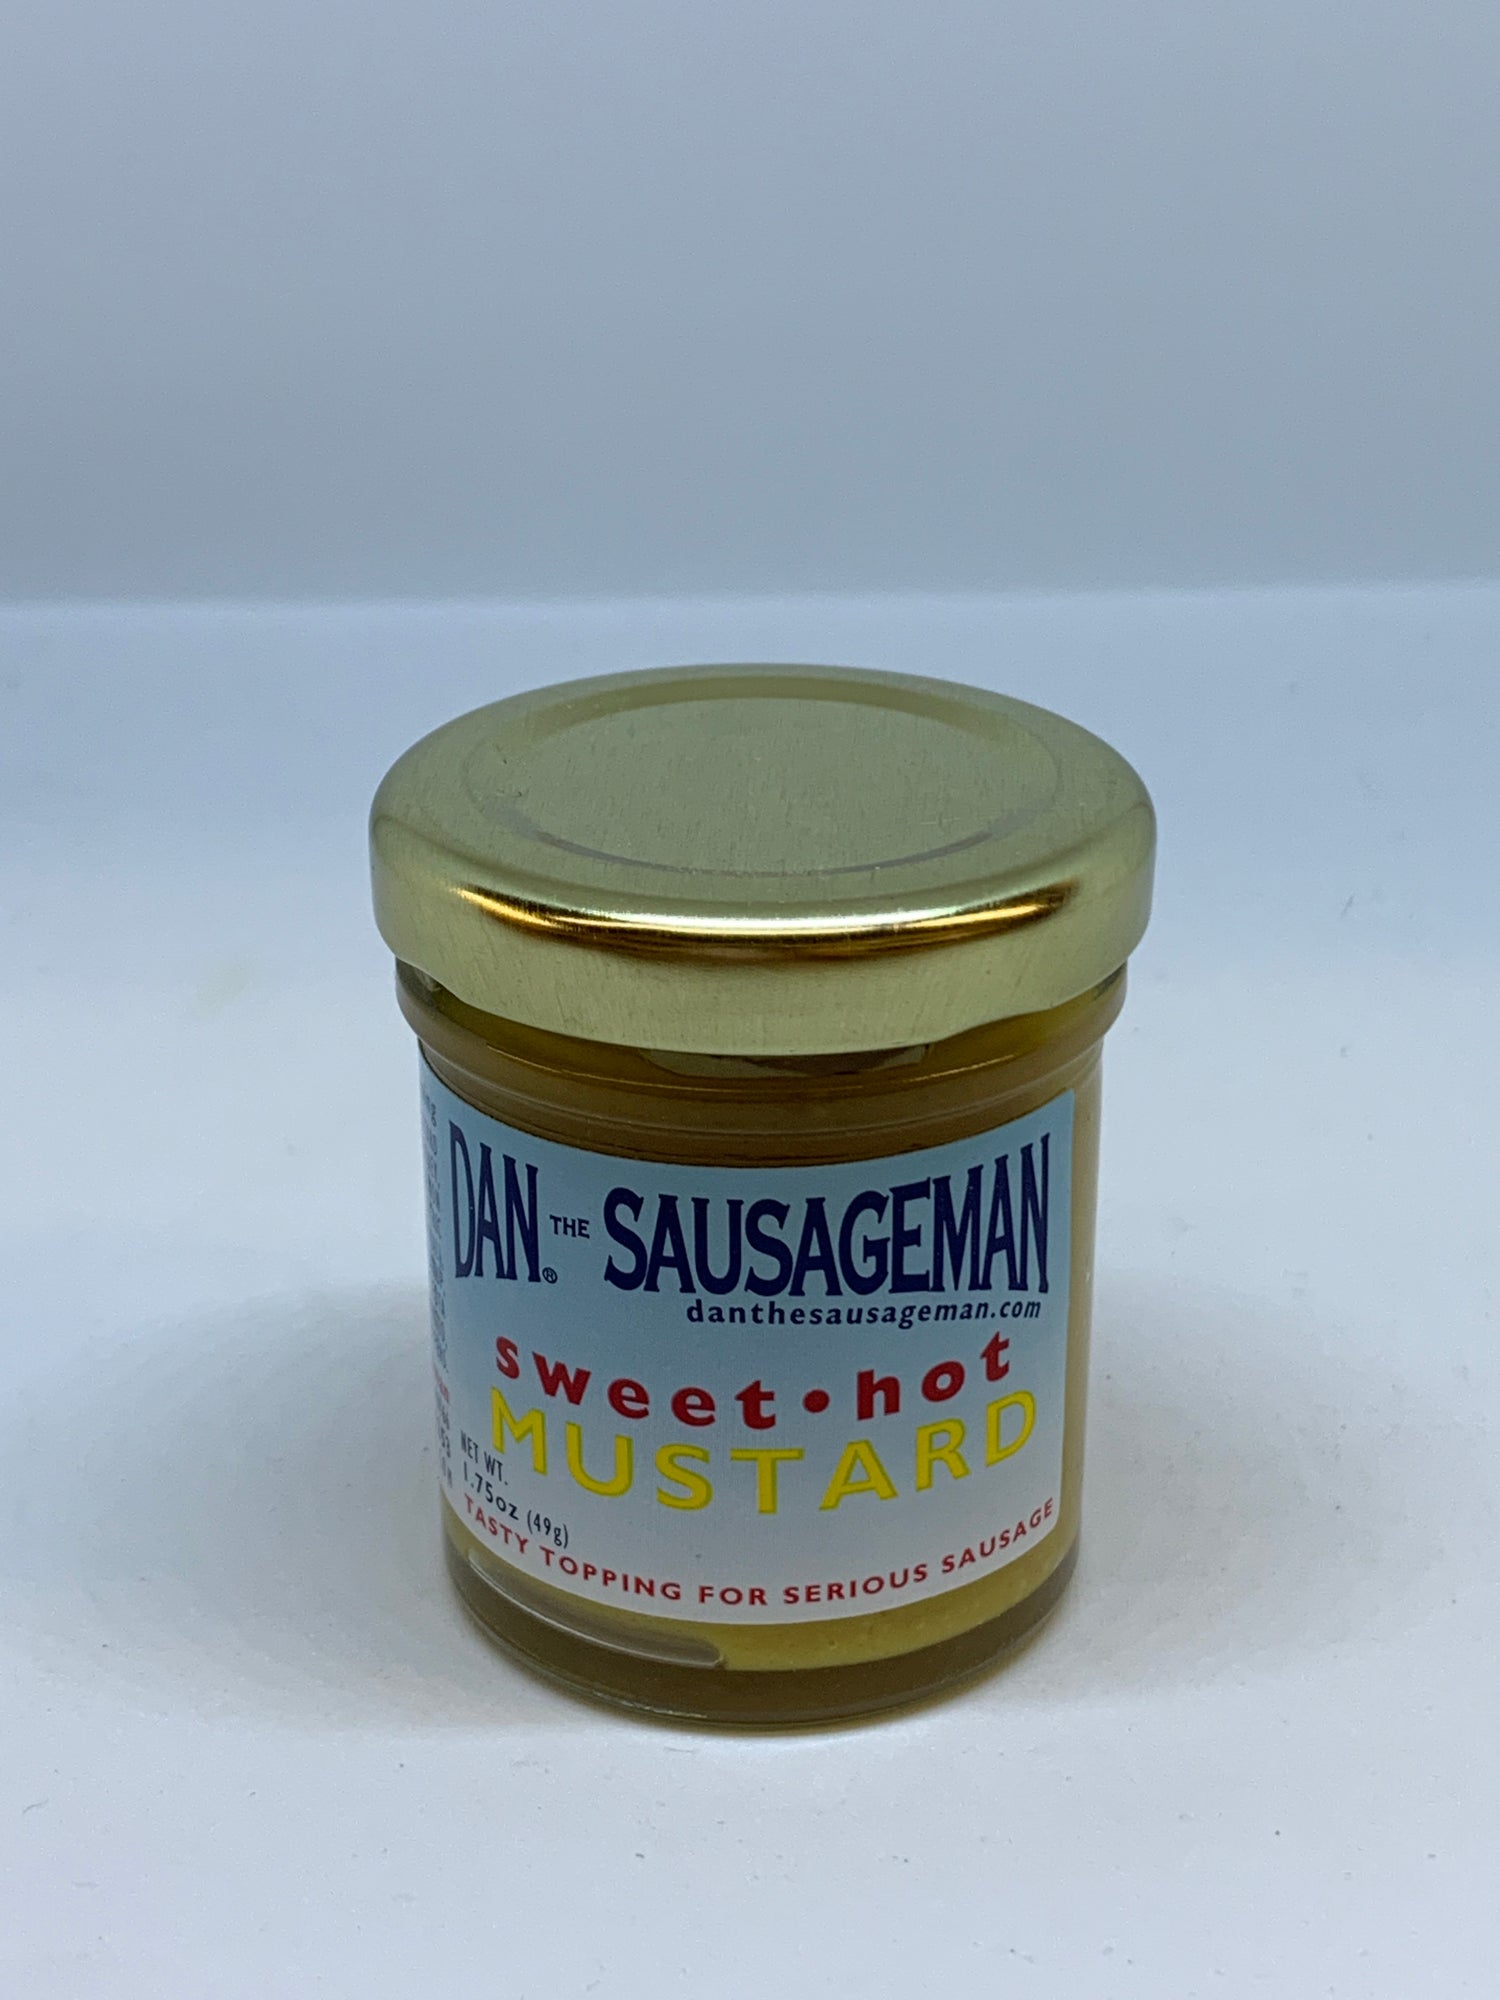 DAN® THE SAUSAGEMAN
danthesausageman.com
sweet•hot
MUSTARD
NET WT.
1.75oz (49g)
TASTY TOPPING FOR SERIOUS SAUSAGE